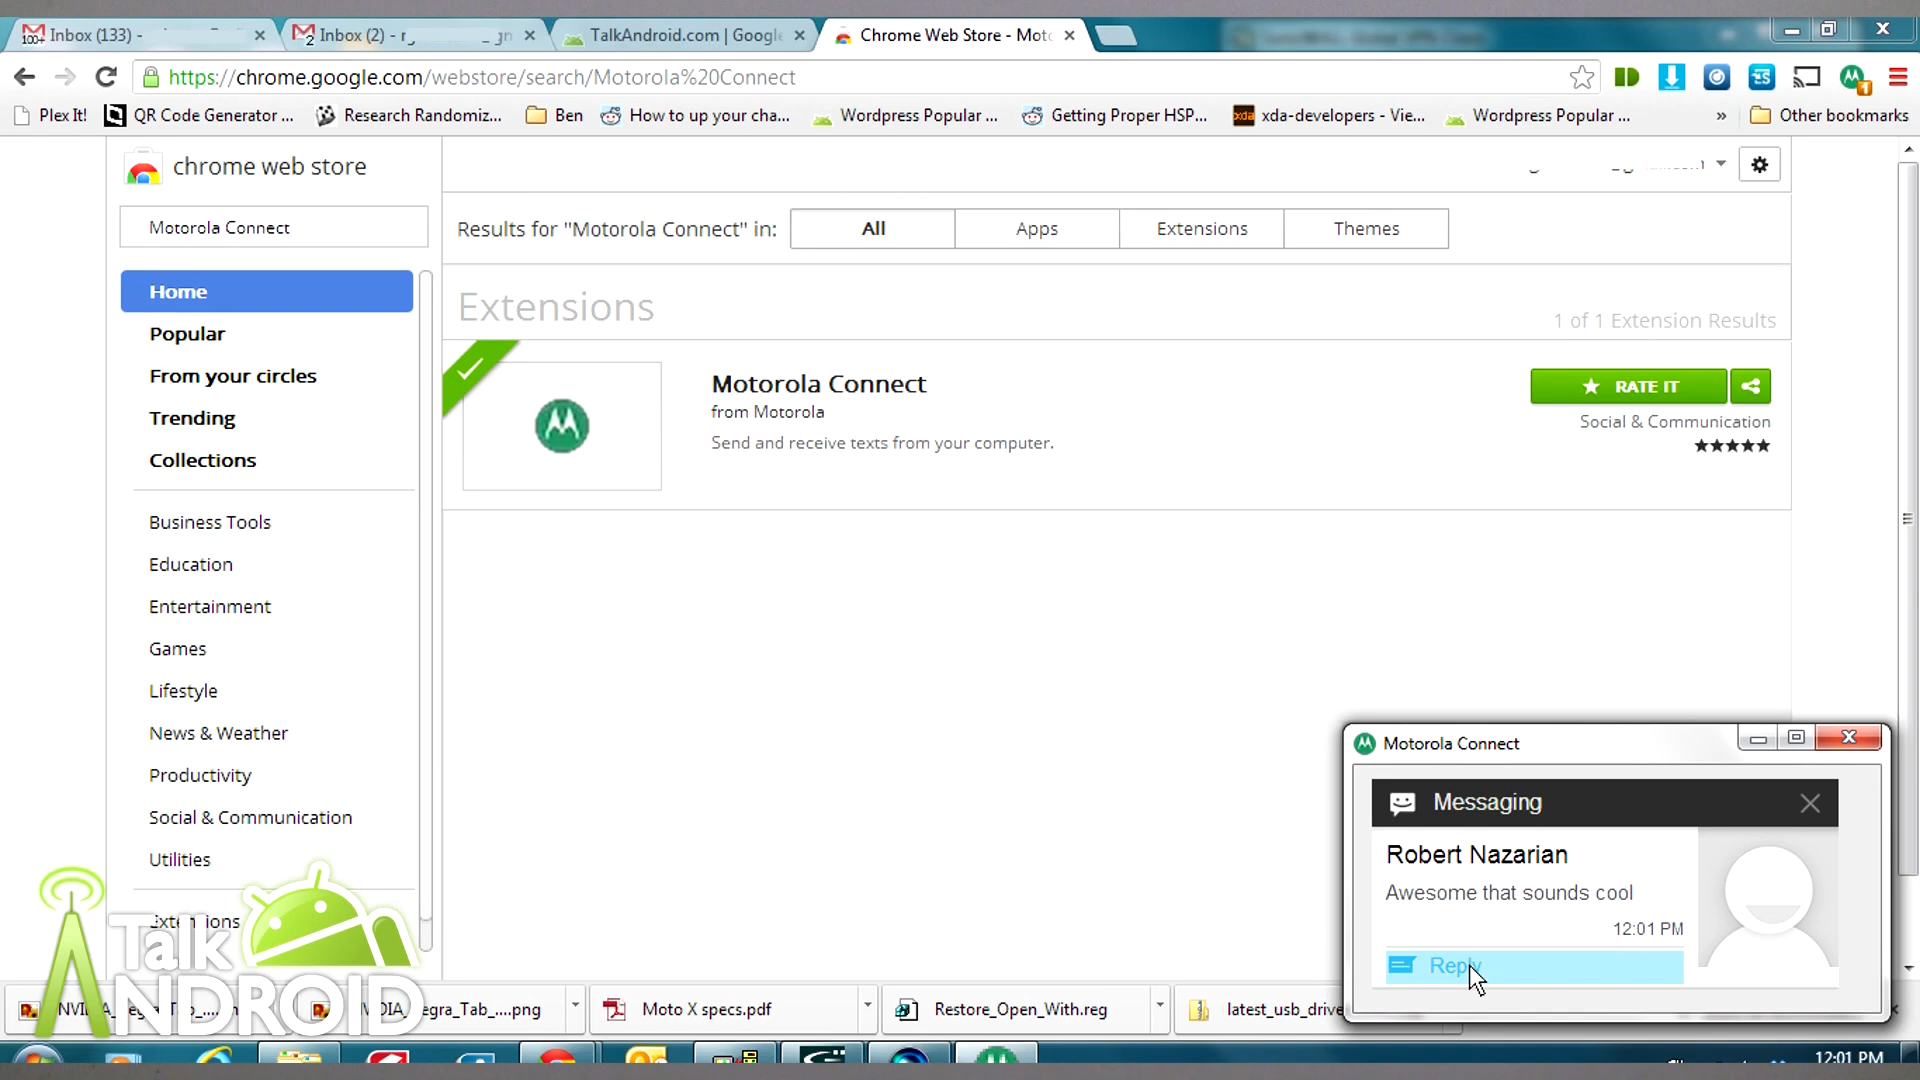 Inbox (133) -
Inbox (2) -
TalkAndroid.com | Google
Chrome Web Store - Moto
https://chrome.google.com/webstore/search/Motorola%20Connect
Plex It!
QR Code Generator ...
Research Randomiz...
Ben
How to up your cha...
Wordpress Popular ...
Getting Proper HSP...
xda-developers - Vie...
Wordpress Popular ...
»
Other bookmarks
chrome web store
Motorola Connect
Results for "Motorola Connect" in:
All
Apps
Extensions
Themes
Home
Popular
From your circles
Trending
Collections
Business Tools
Education
Entertainment
Games
Lifestyle
News & Weather
Productivity
Social & Communication
Utilities
Extensions
Extensions
1 of 1 Extension Results
Motorola Connect
from Motorola
Send and receive texts from your computer.
RATE IT
Social & Communication
Motorola Connect
Messaging
Robert Nazarian
Awesome that sounds cool
12:01 PM
Reply
Talk
ANDROID
Moto X specs.pdf
Restore_Open_With.reg
12:01 PM